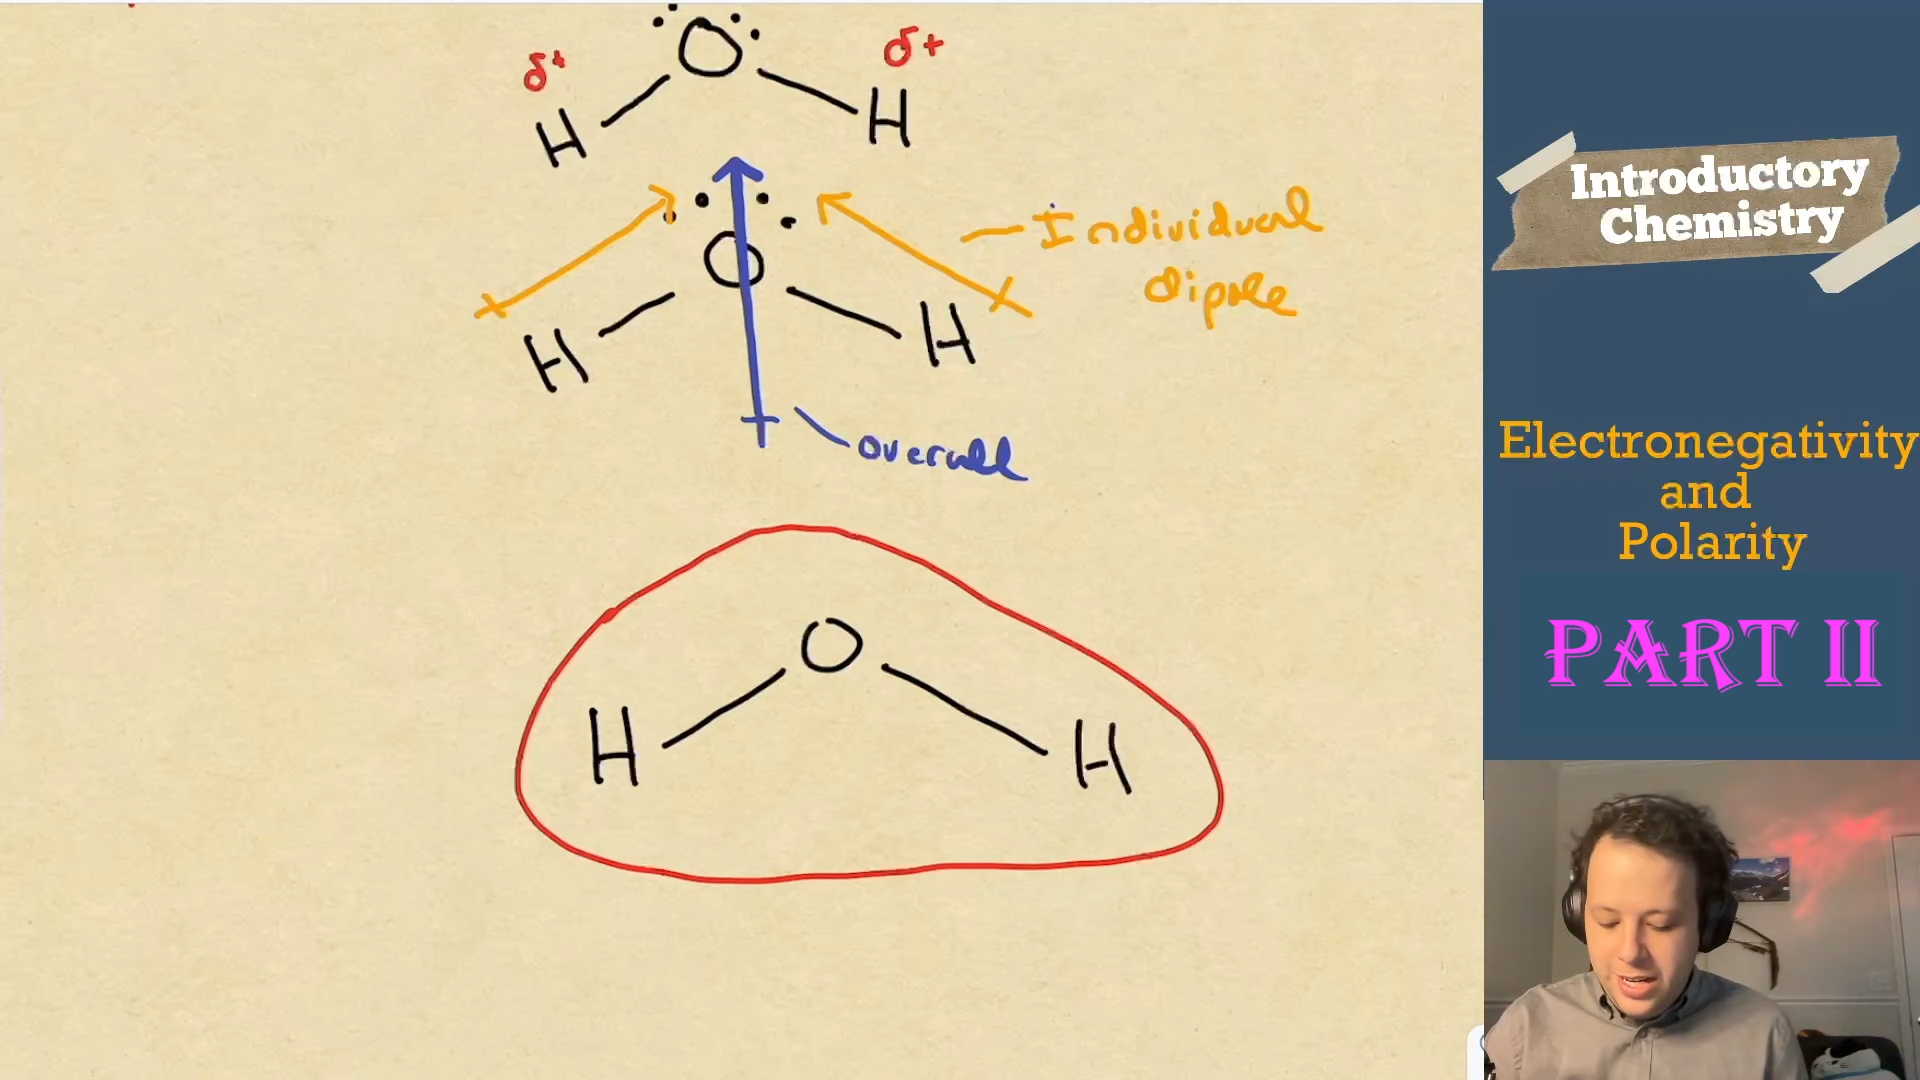 O
δ+
δ+
H
H
O
H
H
Individual
dipole
overall
O
H
H
Introductory
Chemistry
Electronegativity
and
Polarity
PART II